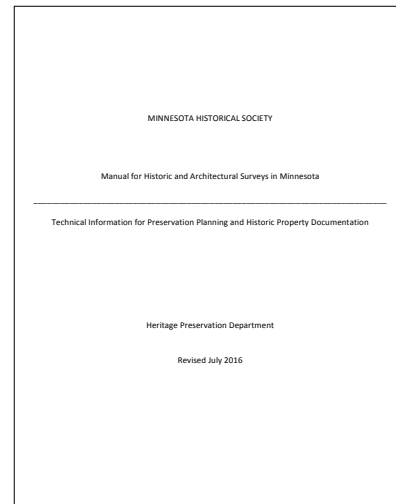 MINNESOTA HISTORICAL SOCIETY
Manual for Historic and Architectural Surveys in Minnesota
Technical Information for Preservation Planning and Historic Property Documentation
Heritage Preservation Department
Revised July 2016